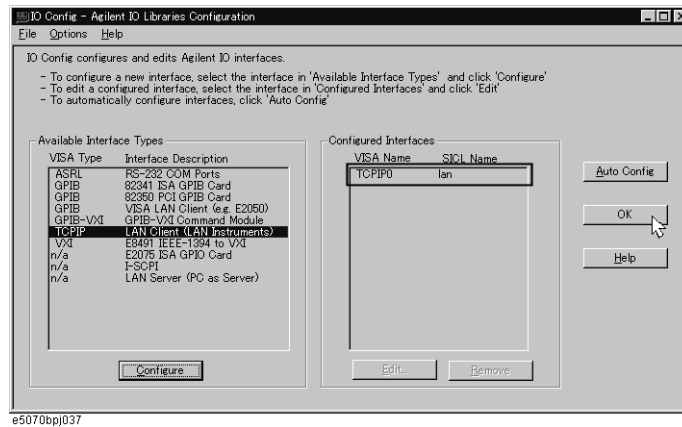 IO Config - Agilent IO Libraries Configuration
File Options Help
IO Config configures and edits Agilent IO interfaces.
- To configure a new interface, select the interface in 'Available Interface Types' and click 'Configure'
- To edit a configured interface, select the interface in 'Configured Interfaces' and click 'Edit'
- To automatically configure interfaces, click 'Auto Config'
Available Interface Types
VISA Type Interface Description
ASRL RS-232 COM Ports
GPIB 82341 ISA GPIB Card
GPIB 82350 PCI GPIB Card
GPIB VISA LAN Client (e.g. E2050)
GPIB-VXI GPIB-VXI Command Module
TCPIP LAN Client (LAN Instruments)
VXI E8491 IEEE-1394 to VXI
n/a E2075 ISA GPIO Card
n/a I-SCPI
n/a LAN Server (PC as Server)
Configure
Configured Interfaces
VISA Name SICL Name
TCPIP0 lan
Edit... Remove
Auto Config
OK
Help
e5070bpj037